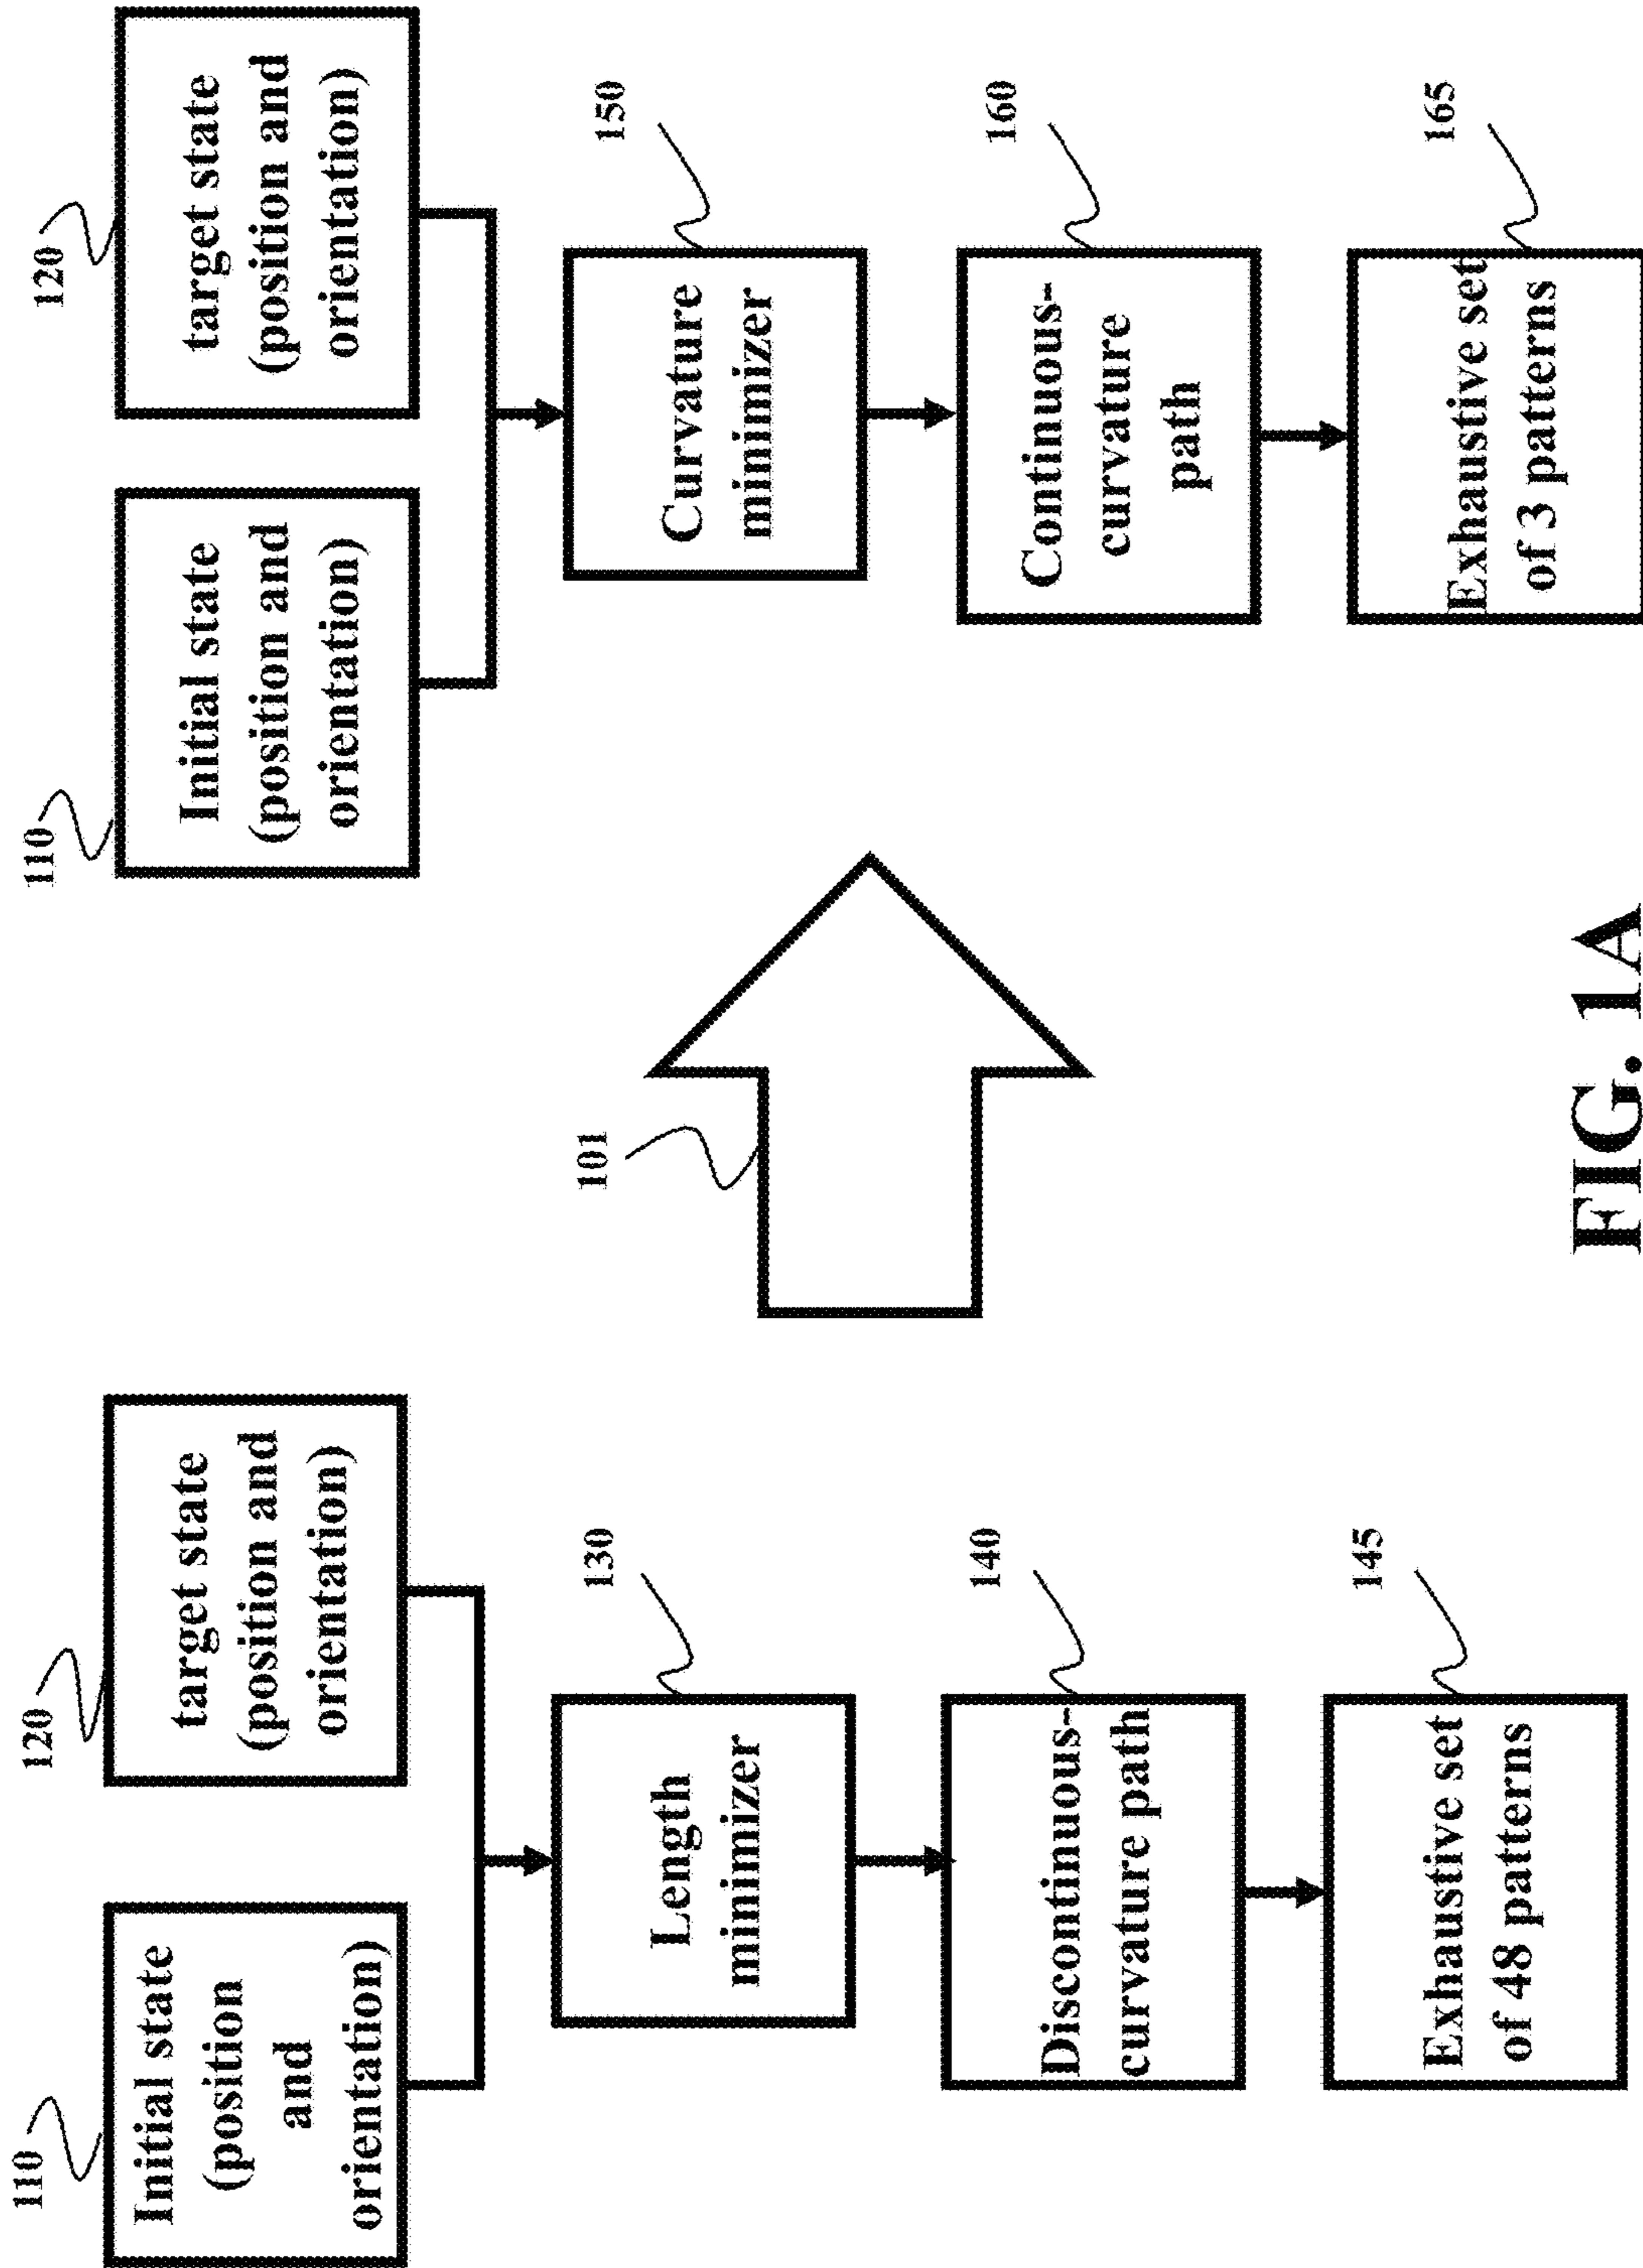 110
Initial state
(position
and
orientation)
120
target state
(position and
orientation)
130
Length
minimizer
140
Discontinuous-
curvature path
145
Exhaustive set
of 48 patterns
101
110
Initial state
(position and
orientation)
120
target state
(position and
orientation)
150
Curvature
minimizer
160
Continuous-
curvature
path
165
Exhaustive set
of 3 patterns
FIG. 1A